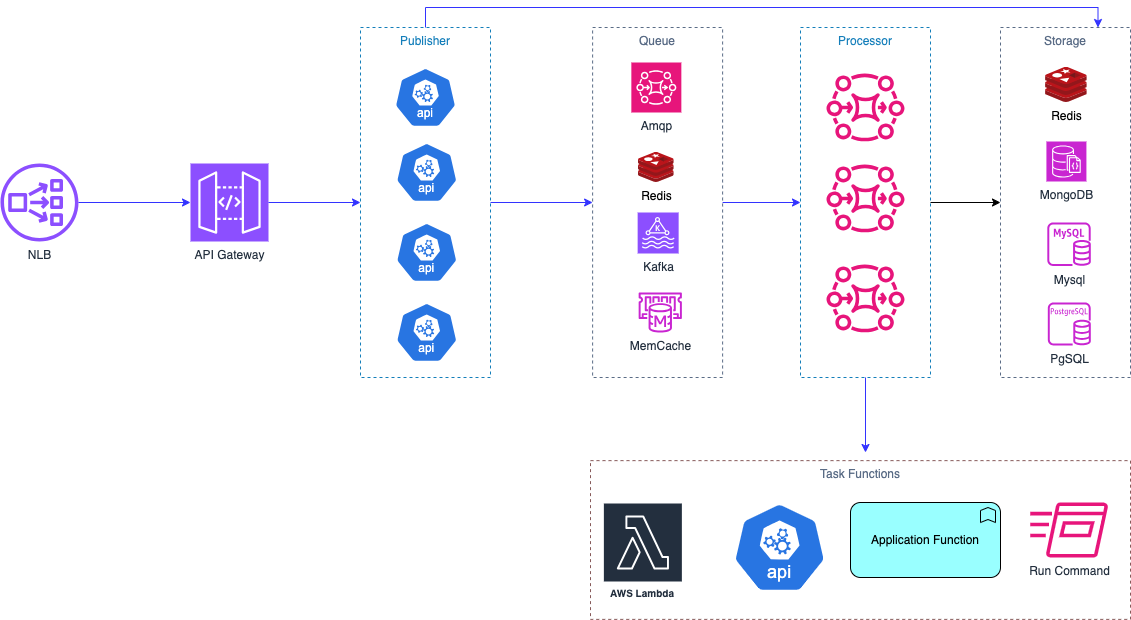 Publisher
Queue
Processor
Storage
api
api
api
api
Amqp
Redis
K
Kafka
M
MemCache
Redis
MongoDB
MySQL
Mysql
PostgreSQL
PgSQL
NLB
</>
API Gateway
Task Functions
AWS Lambda
api
Application Function
Run Command